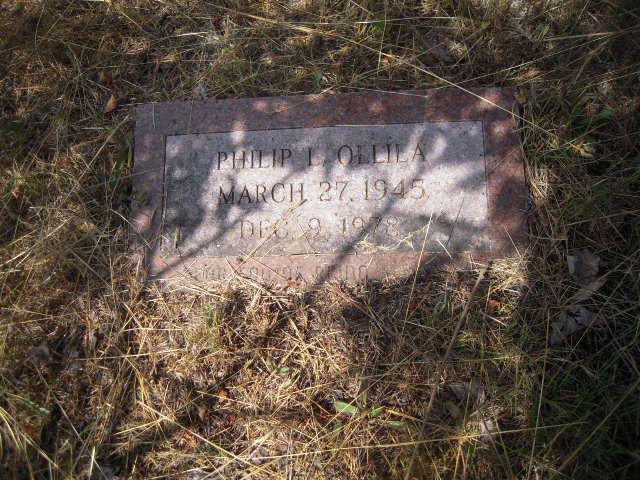 PHILIP L. OLLILA
MARCH 27, 1945
DEC. 9, 1978